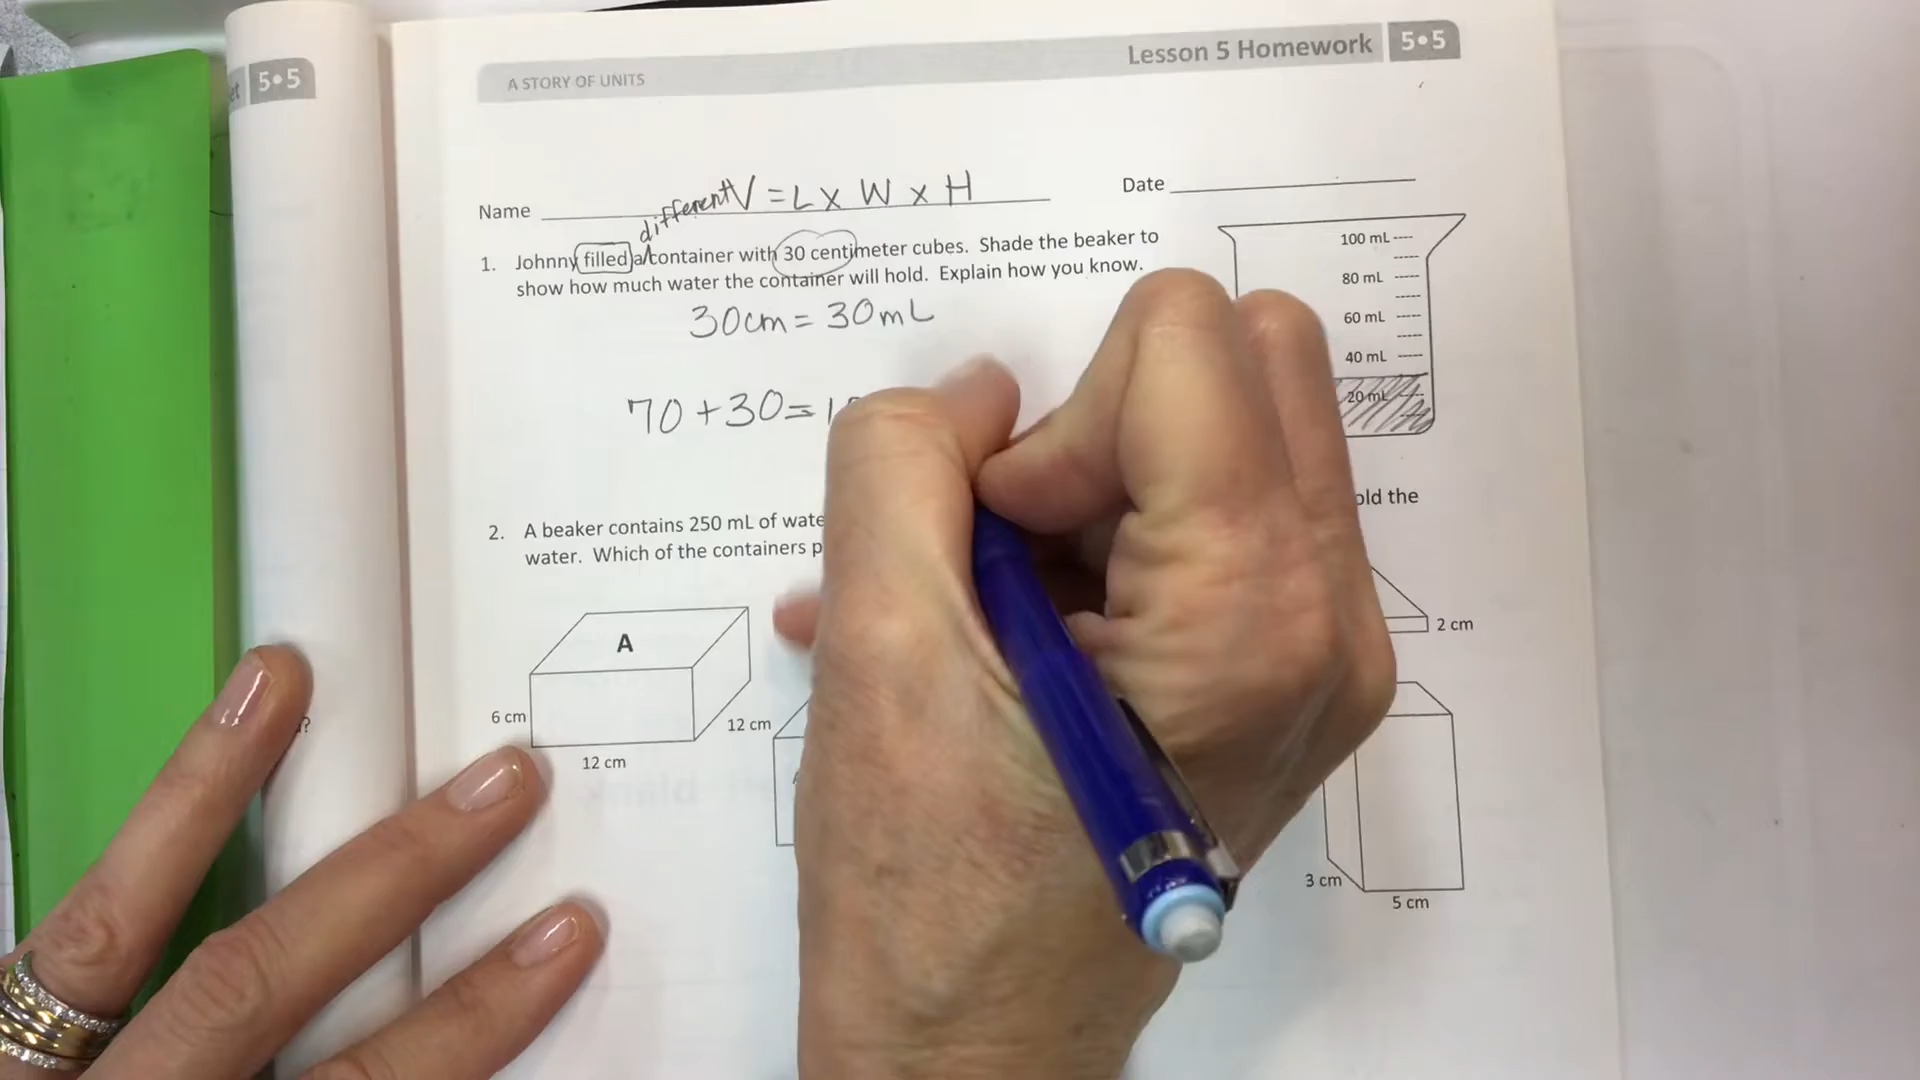 5•5
A STORY OF UNITS
Lesson 5 Homework 5•5
Name V = L x W x H
Date
different
1. Johnny filled a container with 30 centimeter cubes. Shade the beaker to
show how much water the container will hold. Explain how you know.
30cm = 30mL
70 + 30 =
100 mL
80 mL
60 mL
40 mL
20 mL
2. A beaker contains 250 mL of
the
water. Which of the containers
A
6 cm
12 cm
12 cm
2 cm
3 cm
5 cm